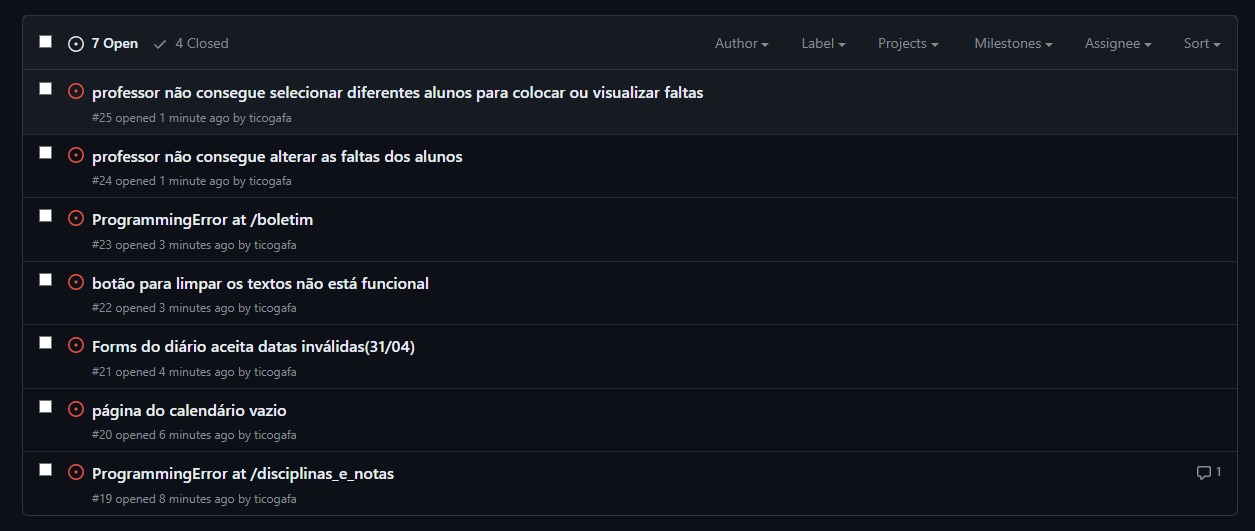 7 Open 4 Closed Author Label Projects Milestones Assignee Sort
professor não consegue selecionar diferentes alunos para colocar ou visualizar faltas
#25 opened 1 minute ago by ticogafa
professor não consegue alterar as faltas dos alunos
#24 opened 1 minute ago by ticogafa
ProgrammingError at /boletim
#23 opened 3 minutes ago by ticogafa
botão para limpar os textos não está funcional
#22 opened 3 minutes ago by ticogafa
Forms do diário aceita datas inválidas(31/04)
#21 opened 4 minutes ago by ticogafa
página do calendário vazio
#20 opened 6 minutes ago by ticogafa
ProgrammingError at /disciplinas_e_notas 1
#19 opened 8 minutes ago by ticogafa